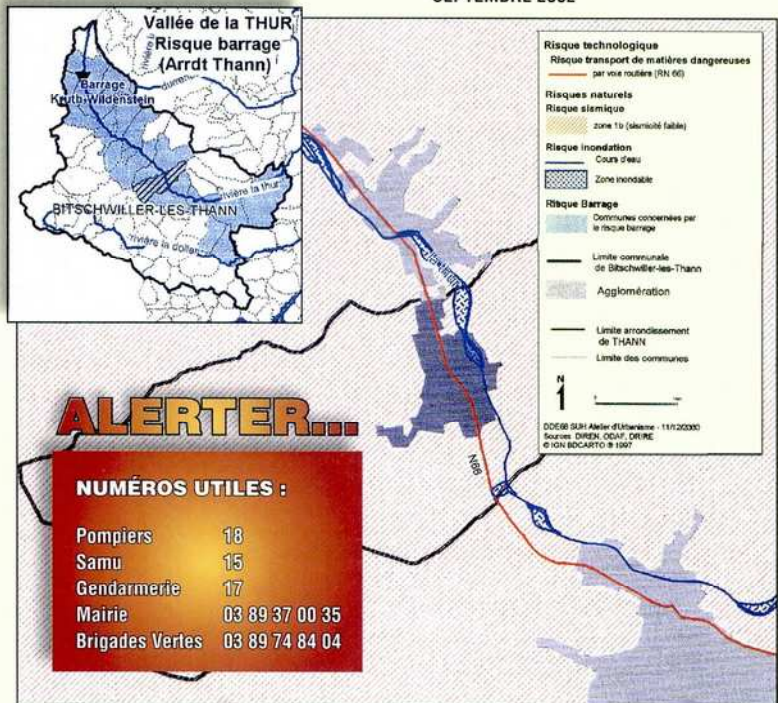 SEPTEMBRE 2002
Vallée de la THUR
Risque barrage
(Arrdt Thann)
Barrage
Kruth-Wildenstein
rivière la thur
BITSCHWILLER-LES-THANN
rivière la doller
Risque technologique
Risque transport de matières dangereuses
par voie routière (RN 66)
Risques naturels
Risque sismique
zone 1b (sismicité faible)
Risque inondation
Cours d'eau
Zone inondable
Risque Barrage
Communes concernées par
le risque barrage
Limite communale
de Bitschwiller-les-Thann
Agglomération
Limite arrondissement
de THANN
Limite des communes
N
DDE68 SUH Atelier d'Urbanisme - 11/12/2000
Sources DIREN, DDAF, DRIRE
© IGN BDCARTO ® 1997
N66
ALERTER...
NUMÉROS UTILES :
Pompiers 18
Samu 15
Gendarmerie 17
Mairie 03 89 37 00 35
Brigades Vertes 03 89 74 84 04